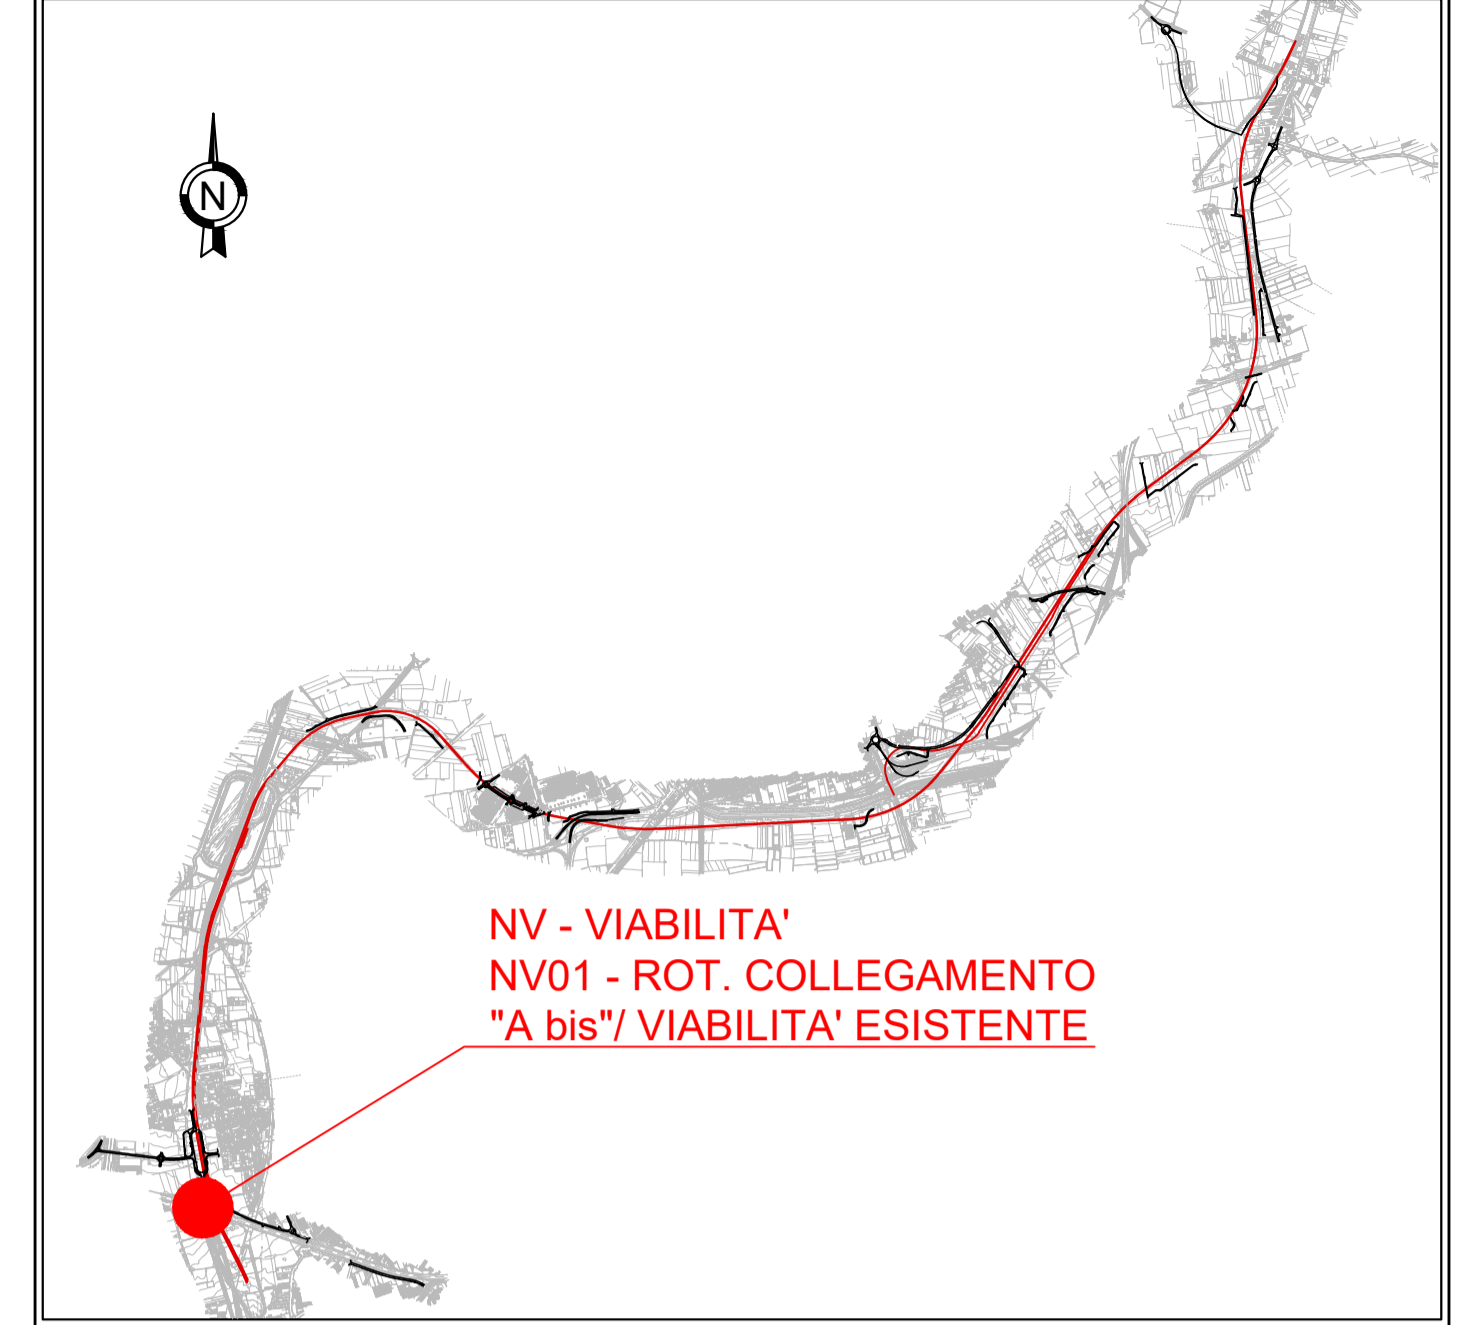 N
NV - VIABILITA'
NV01 - ROT. COLLEGAMENTO
"A bis"/ VIABILITA' ESISTENTE